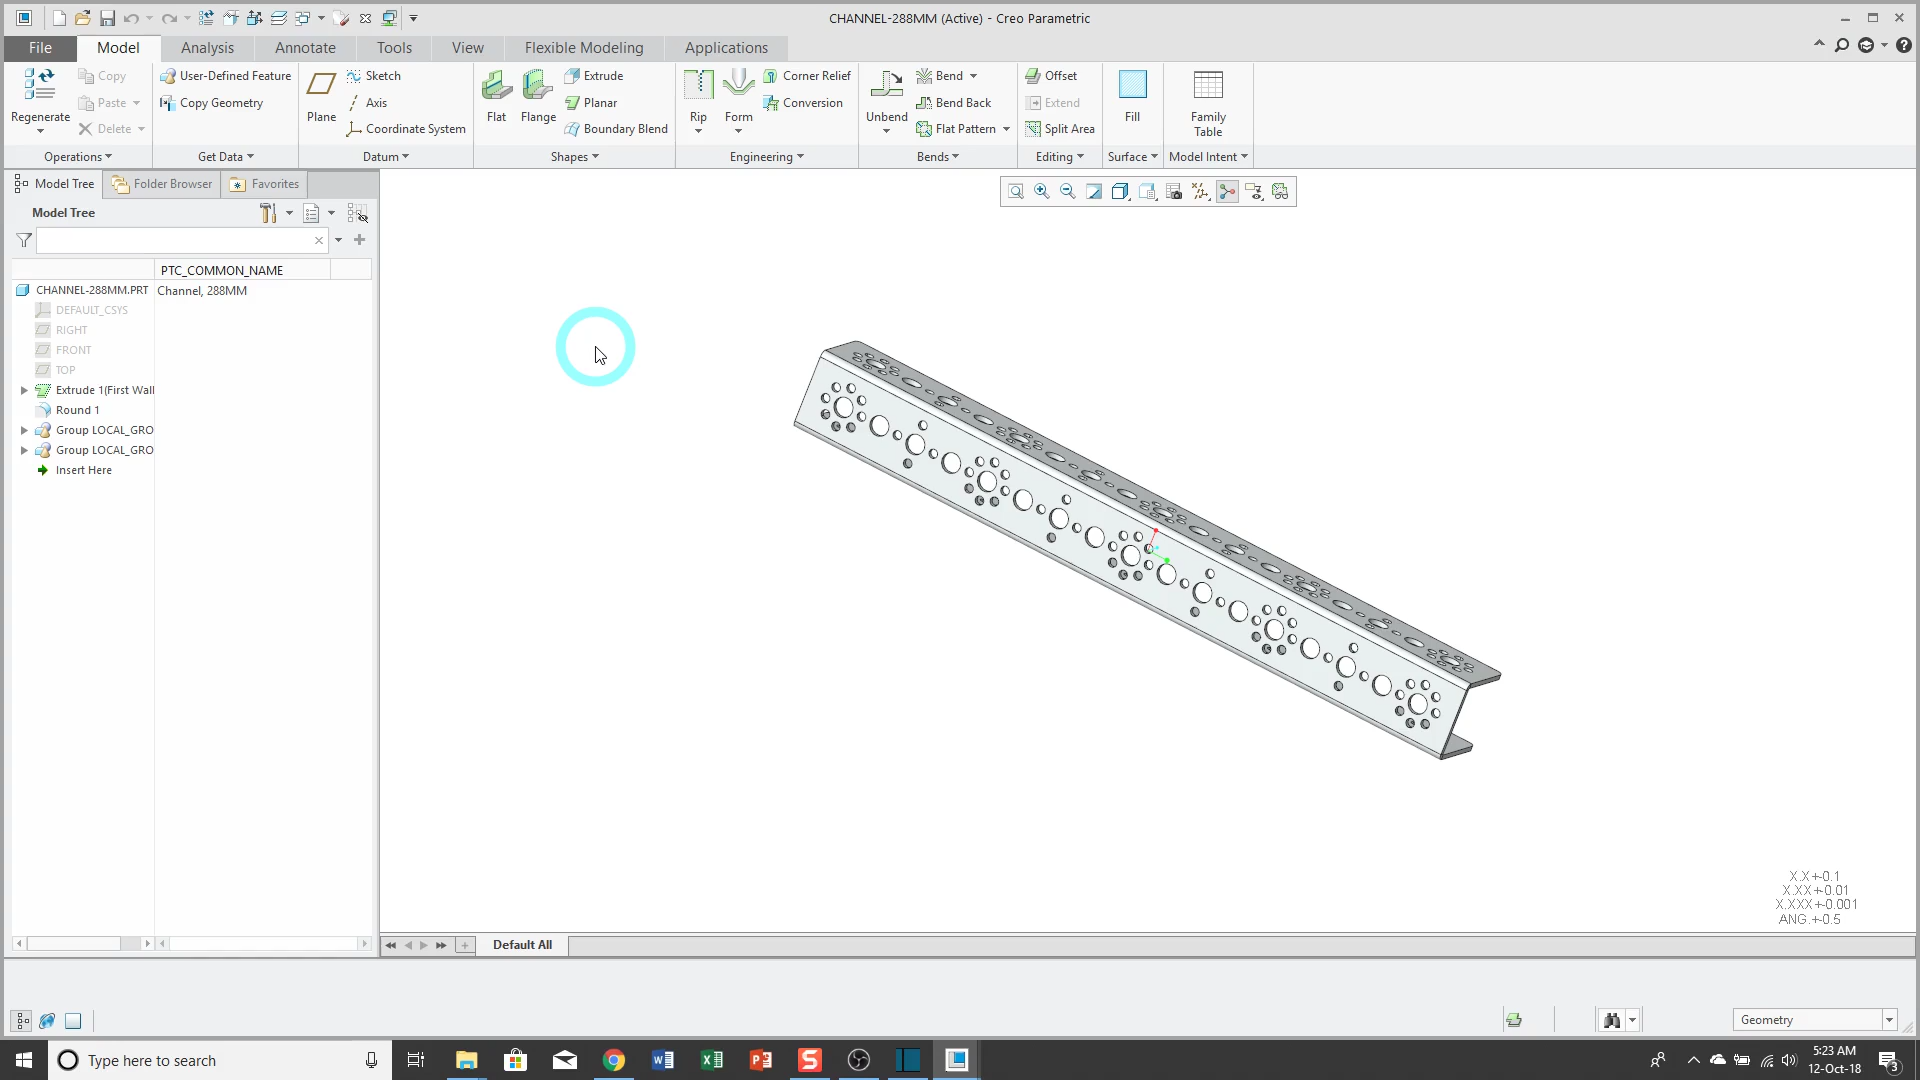 CHANNEL-288MM (Active) - Creo Parametric
File Model Analysis Annotate Tools View Flexible Modeling Applications
Regenerate
Copy
Paste
Delete
Operations
User-Defined Feature
Copy Geometry
Get Data
Plane
Sketch
Axis
Coordinate System
Datum
Flat
Flange
Extrude
Planar
Boundary Blend
Shapes
Rip
Form
Corner Relief
Conversion
Engineering
Unbend
Bend
Bend Back
Flat Pattern
Bends
Offset
Extend
Split Area
Editing
Fill
Surface
Family
Table
Model Intent
Model Tree Folder Browser Favorites
Model Tree
PTC_COMMON_NAME
CHANNEL-288MM.PRT Channel, 288MM
DEFAULT_CSYS
RIGHT
FRONT
TOP
Extrude 1(First Wall
Round 1
Group LOCAL_GRO
Group LOCAL_GRO
Insert Here
X.X+-0.1
X.XX+-0.01
X.XXX+-0.001
ANG.+-0.5
Default All
Geometry
Type here to search
5:23 AM
12-Oct-18
3